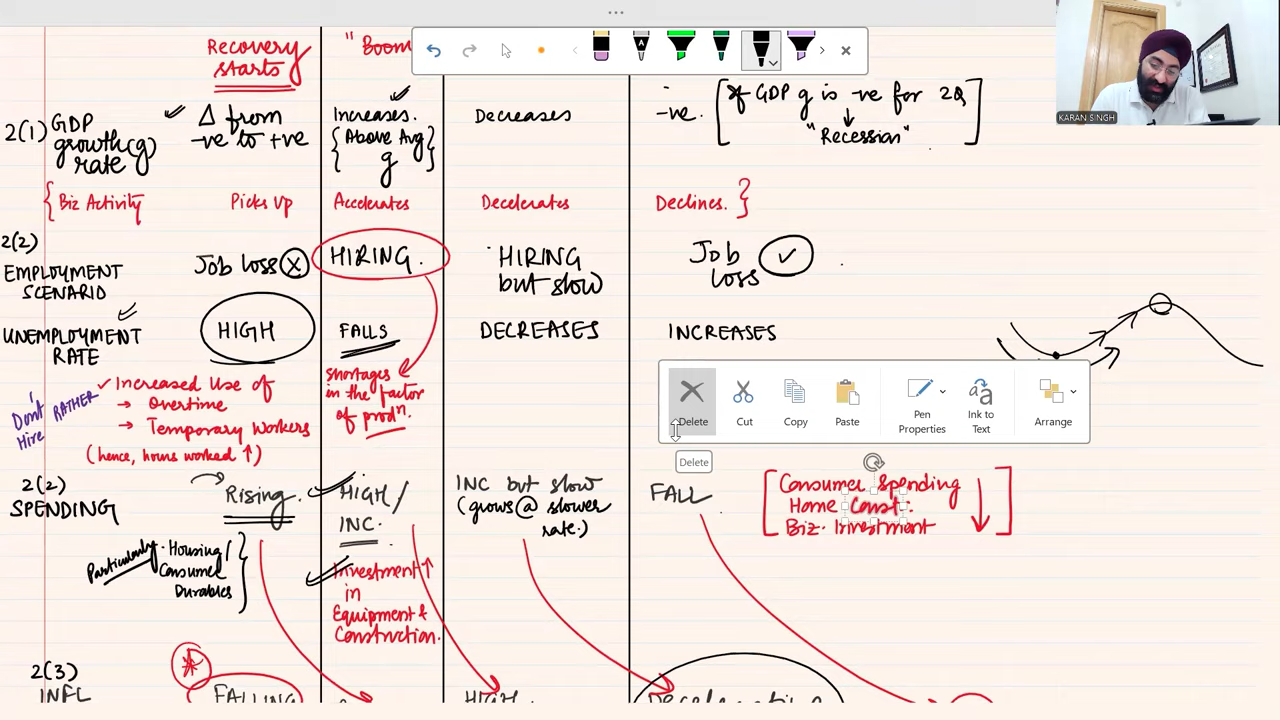 Recovery
starts
" Boom
2(1) GDP
growth(g)
rate
Δ from
-ve to +ve
Increases.
{Above Avg}
g
Decreases
-ve.
[If GDP g is -ve for 2Q]
↓
"Recession"
{Biz Activity
Picks Up
Accelerates
Decelerates
Declines.}
2(2)
EMPLOYMENT
SCENARIO
Job loss
HIRING.
HIRING
but slow
Job
loss
UNEMPLOYMENT
RATE
HIGH
FALLS
DECREASES
INCREASES
Don't
Hire
RATHER
✓ Increased Use of
→ Overtime
→ Temporary Workers
(hence, hours worked ↑)
Shortages
in the factor
of prodⁿ.
2(2)
SPENDING
Rising.
HIGH/
INC.
INC but slow
(grows @ slower
rate.)
FALL
[Consumer Spending
Home Const.
Biz. Investment ↓]
Particularly
Housing/
Consumer
Durables
Investment ↑
in
Equipment &
Construction.
2(3)
INFL
FALLING
HIGH
Decelerating
Delete
Cut
Copy
Paste
Pen
Properties
Ink to
Text
Arrange
Delete
KARAN SINGH